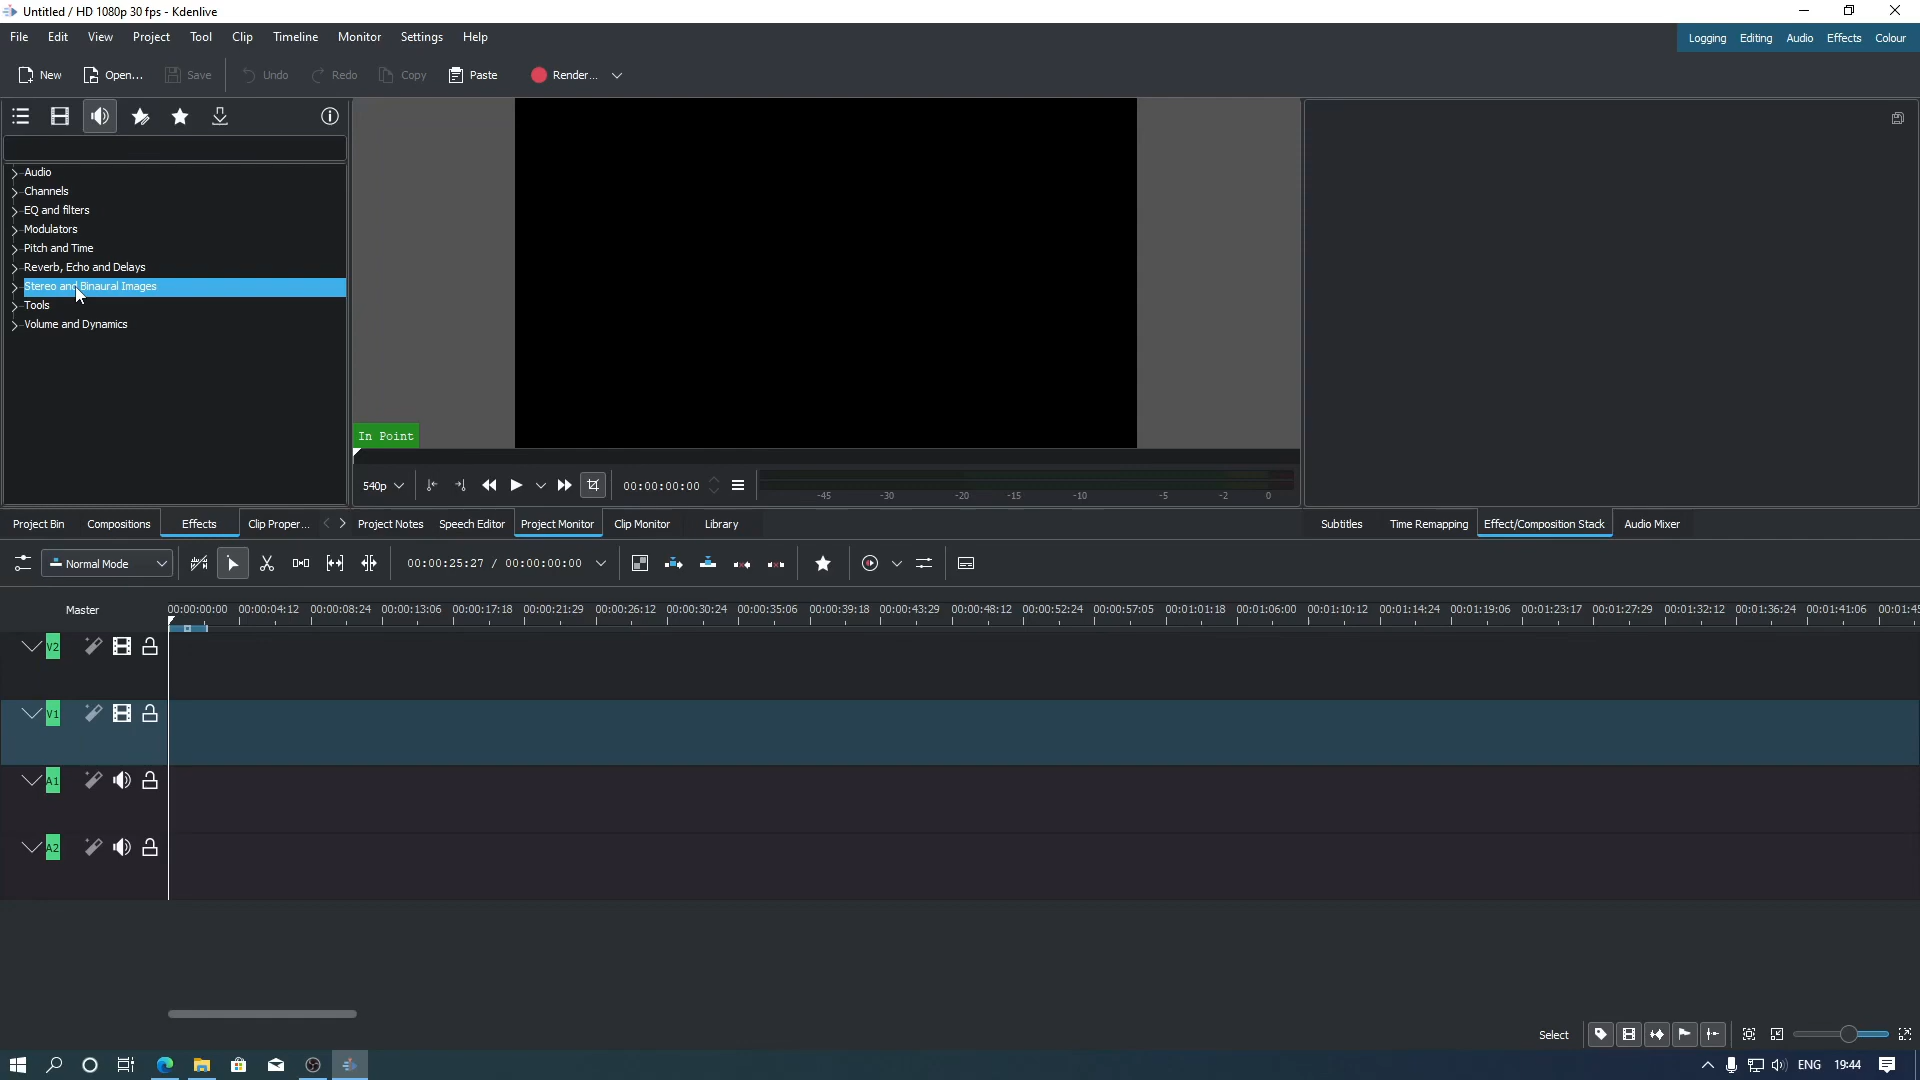 Untitled / HD 1080p 30 fps - Kdenlive
File Edit View Project Tool Clip Timeline Monitor Settings Help
Logging Editing Audio Effects Colour
New Open... Save Undo Redo Copy Paste Render...
Audio
Channels
EQ and filters
Modulators
Pitch and Time
Reverb, Echo and Delays
Stereo and Binaural Images
Tools
Volume and Dynamics
In Point
540p 00:00:00:00
-45 -30 -20 -15 -10 -5 -2 0
Project Bin Compositions Effects Clip Proper... Project Notes Speech Editor Project Monitor Clip Monitor Library Subtitles Time Remapping Effect/Composition Stack Audio Mixer
Normal Mode 00:00:25:27 / 00:00:00:00
Master
00:00:00:00 00:00:04:12 00:00:08:24 00:00:13:06 00:00:17:18 00:00:21:29 00:00:26:12 00:00:30:24 00:00:35:06 00:00:39:18 00:00:43:29 00:00:48:12 00:00:52:24 00:00:57:05 00:01:01:18 00:01:06:00 00:01:10:12 00:01:14:24 00:01:19:06 00:01:23:17 00:01:27:29 00:01:32:12 00:01:36:24 00:01:41:06 00:01:45
V2
V1
A1
A2
Select
ENG 19:44